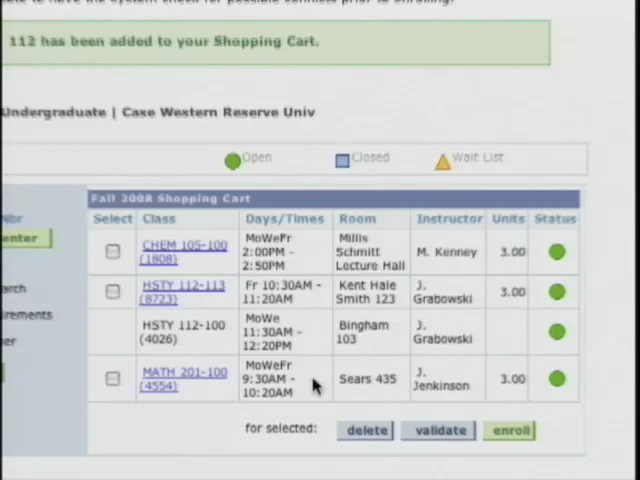 112 has been added to your Shopping Cart.
Undergraduate | Case Western Reserve Univ
Open Closed Wait List
Fall 2008 Shopping Cart
Select Class Days/Times Room Instructor Units Status
CHEM 105-100 (1808) MoWeFr 2:00PM - 2:50PM Millis Schmitt Lecture Hall M. Kenney 3.00
HSTY 112-113 (8723) Fr 10:30AM - 11:20AM Kent Hale Smith 123 J. Grabowski 3.00
HSTY 112-100 (4026) MoWe 11:30AM - 12:20PM Bingham 103 J. Grabowski
MATH 201-100 (4554) MoWeFr 9:30AM - 10:20AM Sears 435 J. Jenkinson 3.00
for selected: delete validate enroll